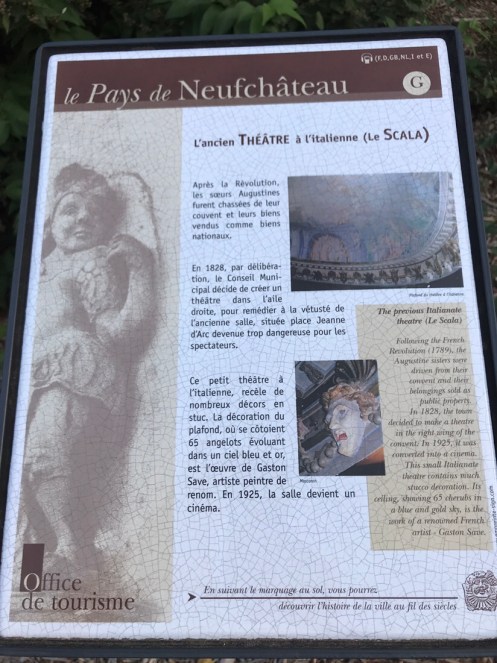 (F,D,GB,NL,I et E)
le Pays de Neufchâteau
G
L'ancien THÉÂTRE à l'italienne (Le SCALA)
Après la Révolution,
les sœurs Augustines
furent chassées de leur
couvent et leurs biens
vendus comme biens
nationaux.
En 1828, par délibéra-
tion, le Conseil Muni-
cipal décide de créer un
théâtre dans l'aile
droite, pour remédier à la vétusté de
l'ancienne salle, située place Jeanne
d'Arc devenue trop dangereuse pour les
spectateurs.
Ce petit théâtre à
l'italienne, recèle de
nombreux décors en
stuc. La décoration du
plafond, où se côtoient
65 angelots évoluant
dans un ciel bleu et or,
est l'œuvre de Gaston
Save, artiste peintre de
renom. En 1925, la salle devient un
cinéma.
Plafond du théâtre à l'italienne
The previous Italianate
theatre (Le Scala)
Following the French
Revolution (1789), the
Augustine sisters were
driven from their
convent and their
belongings sold as
public property.
In 1828, the town
decided to make a theatre
in the right wing of the
convent. In 1925, it was
converted into a cinema.
This small Italianate
theatre contains much
stucco decoration. Its
ceiling, showing 65 cherubs in
a blue and gold sky, is the
work of a renowned French
artist - Gaston Save.
Office
de tourisme
En suivant le marquage au sol, vous pourrez
découvrir l'histoire de la ville au fil des siècles